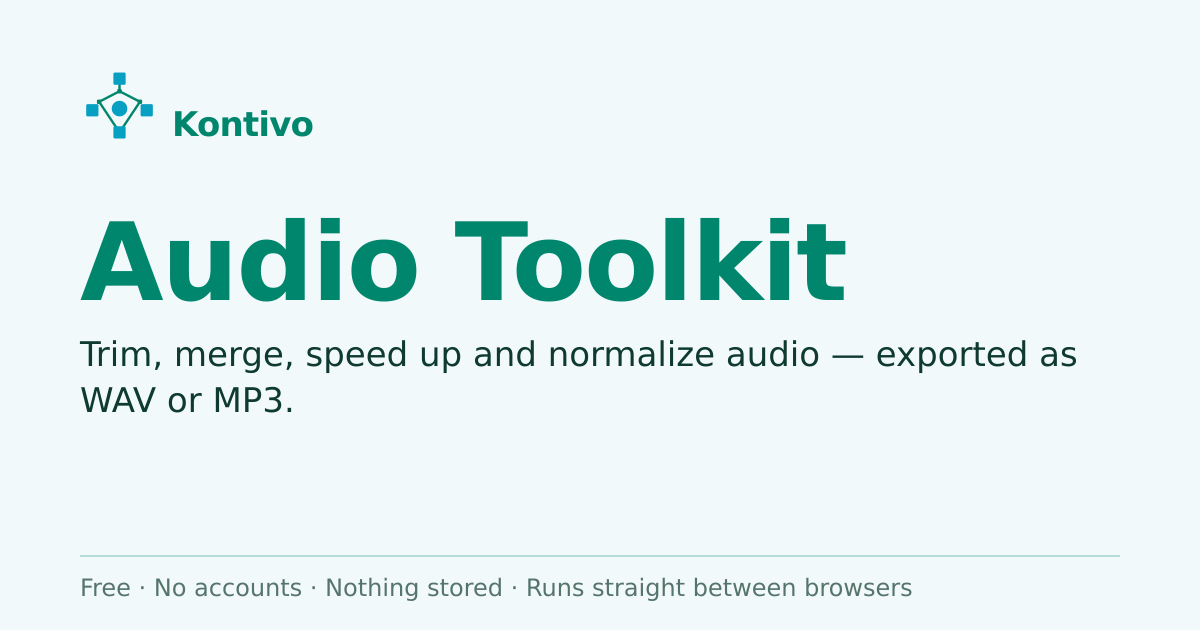 Kontivo
Audio Toolkit
Trim, merge, speed up and normalize audio — exported as
WAV or MP3.
Free · No accounts · Nothing stored · Runs straight between browsers